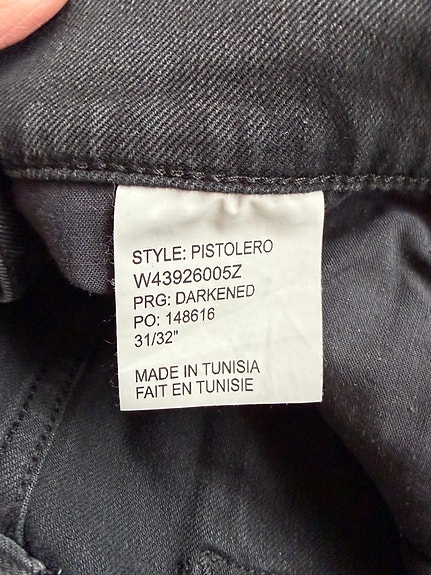 STYLE: PISTOLERO
W43926005Z
PRG: DARKENED
PO: 148616
31/32"
MADE IN TUNISIA
FAIT EN TUNISIE